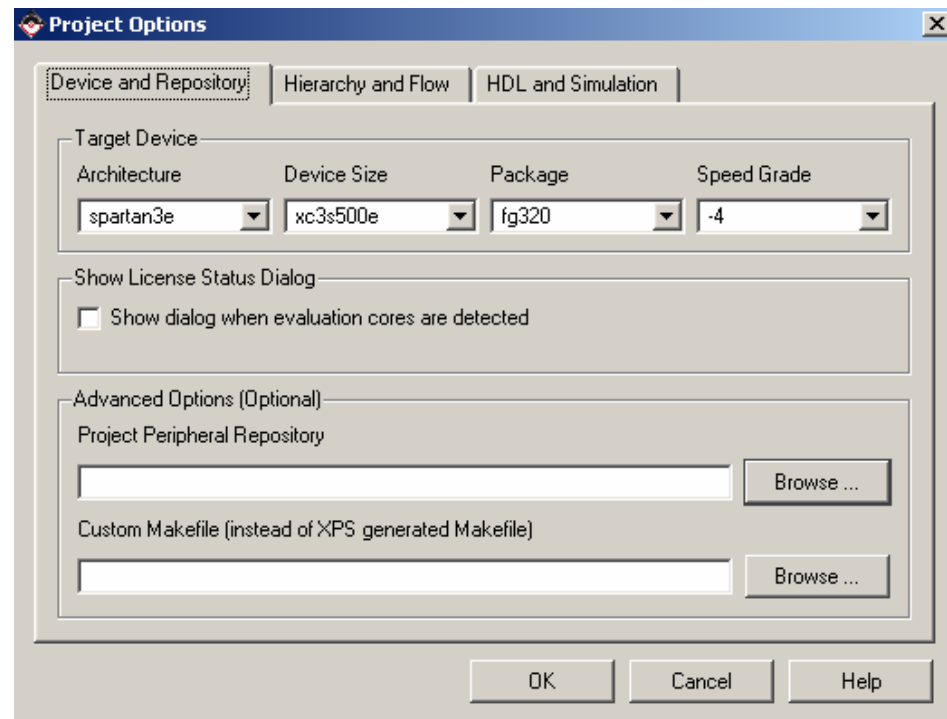 Project Options
Device and Repository Hierarchy and Flow HDL and Simulation
Target Device
Architecture Device Size Package Speed Grade
spartan3e xc3s500e fg320 -4
Show License Status Dialog
Show dialog when evaluation cores are detected
Advanced Options (Optional)
Project Peripheral Repository
Browse ...
Custom Makefile (instead of XPS generated Makefile)
Browse ...
OK Cancel Help